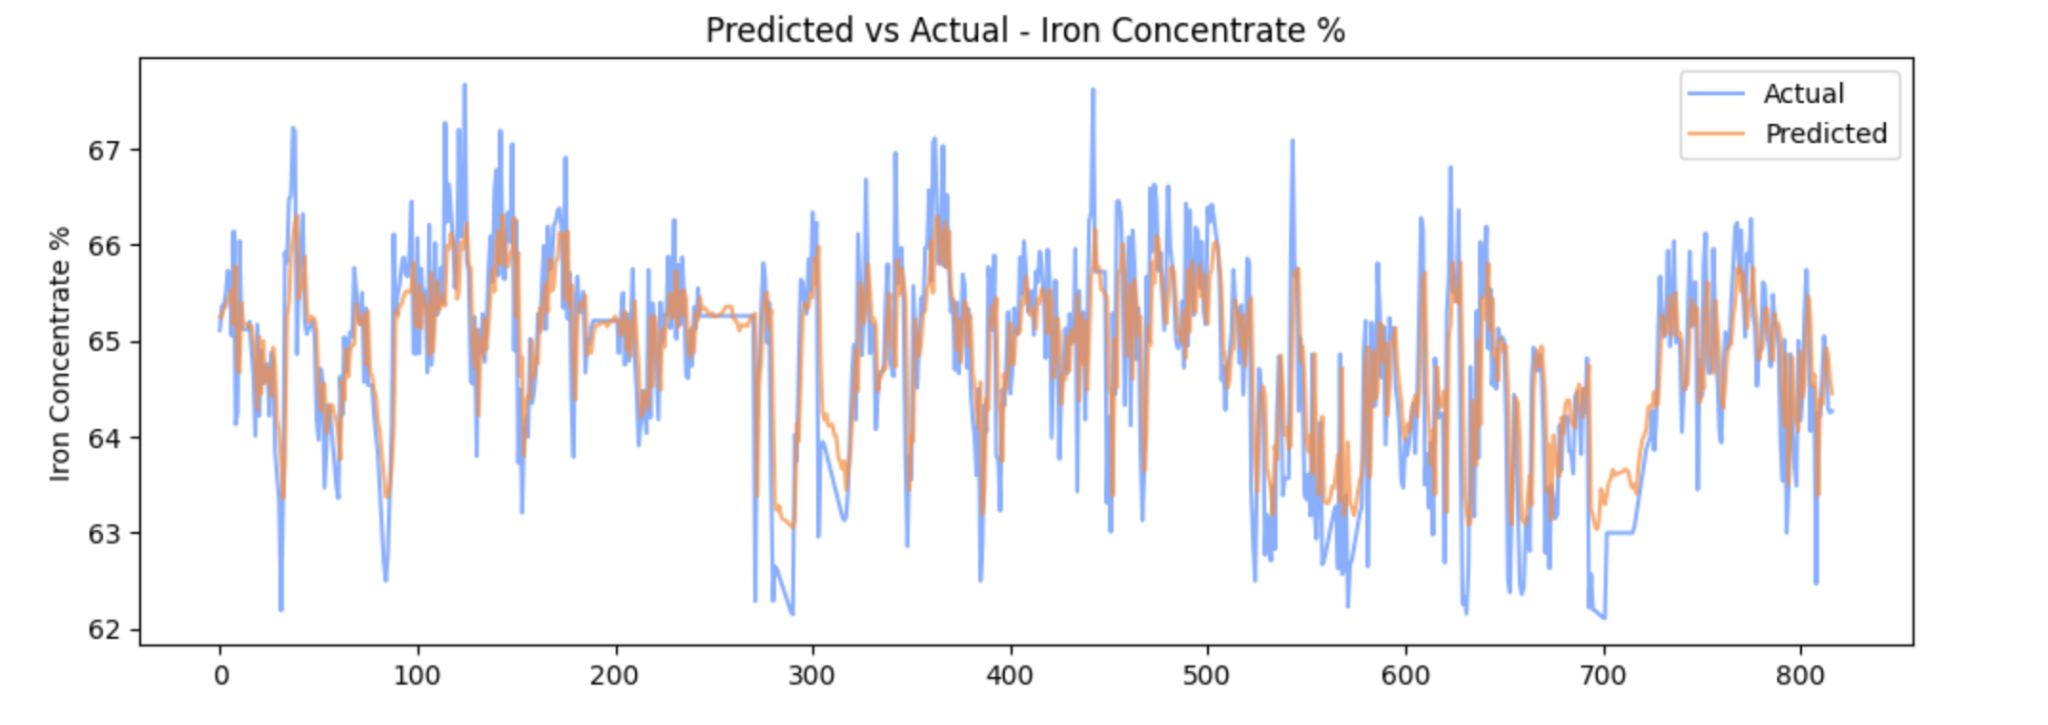 Predicted vs Actual - Iron Concentrate %
Actual
Predicted
Iron Concentrate %
67
66
65
64
63
62
0 100 200 300 400 500 600 700 800